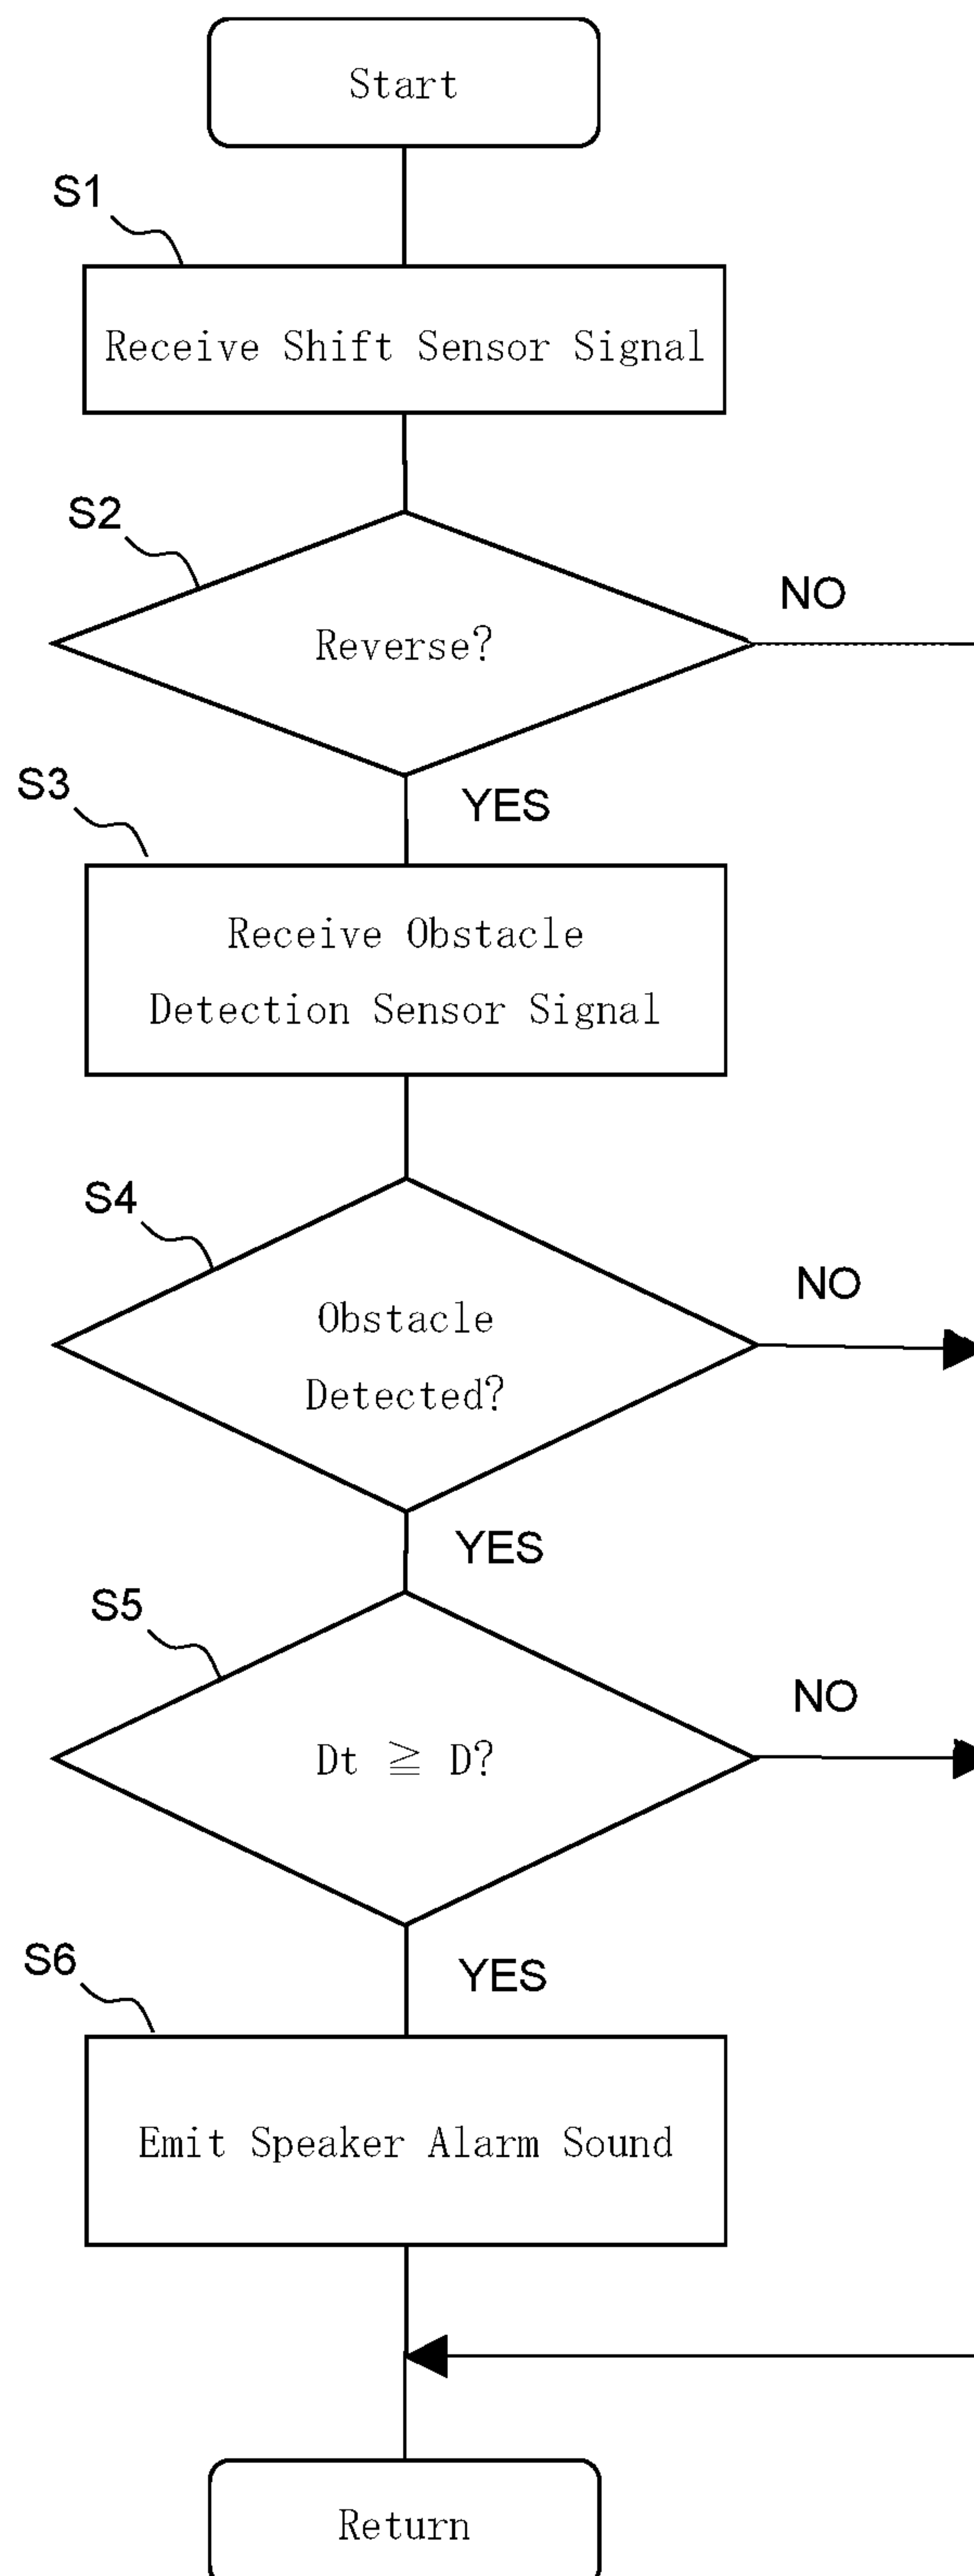 Start
S1
Receive Shift Sensor Signal
S2
Reverse?
NO
YES
S3
Receive Obstacle
Detection Sensor Signal
S4
Obstacle
Detected?
NO
YES
S5
Dt ≧ D?
NO
YES
S6
Emit Speaker Alarm Sound
Return